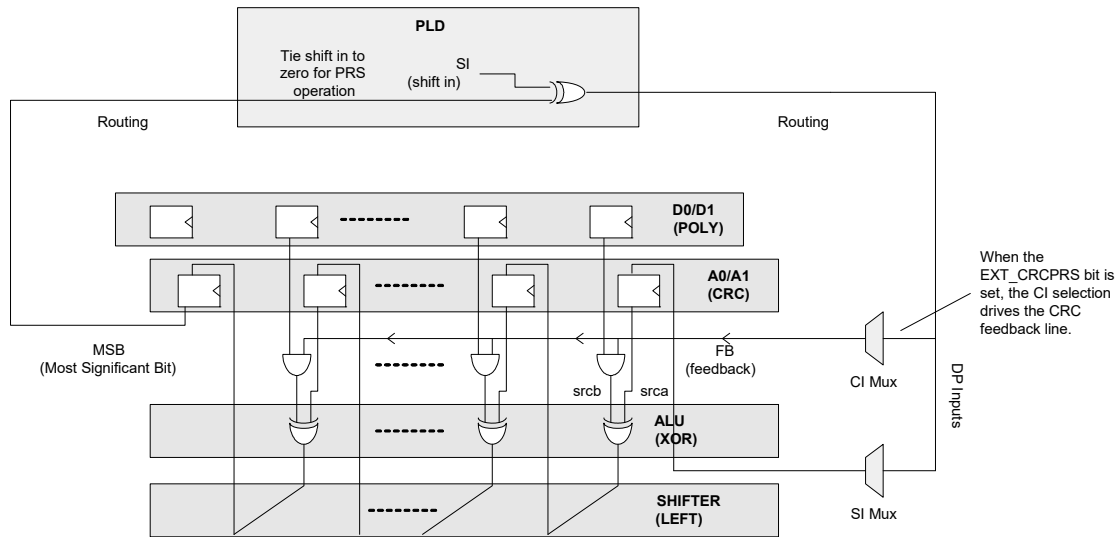 PLD
Tie shift in to
zero for PRS
operation
SI
(shift in)
Routing
Routing
D0/D1
(POLY)
A0/A1
(CRC)
When the
EXT_CRCPRS bit is
set, the CI selection
drives the CRC
feedback line.
MSB
(Most Significant Bit)
FB
(feedback)
CI Mux
DP Inputs
srcb
srca
ALU
(XOR)
SHIFTER
(LEFT)
SI Mux